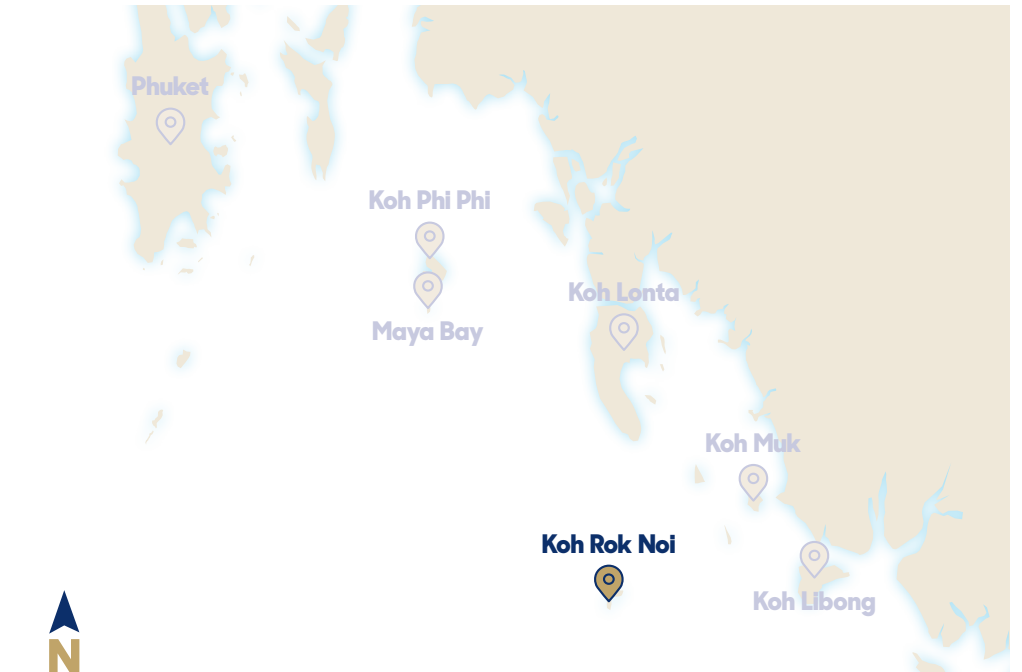 Phuket
Koh Phi Phi
Koh Lonta
Maya Bay
Koh Muk
Koh Rok Noi
Koh Libong
N